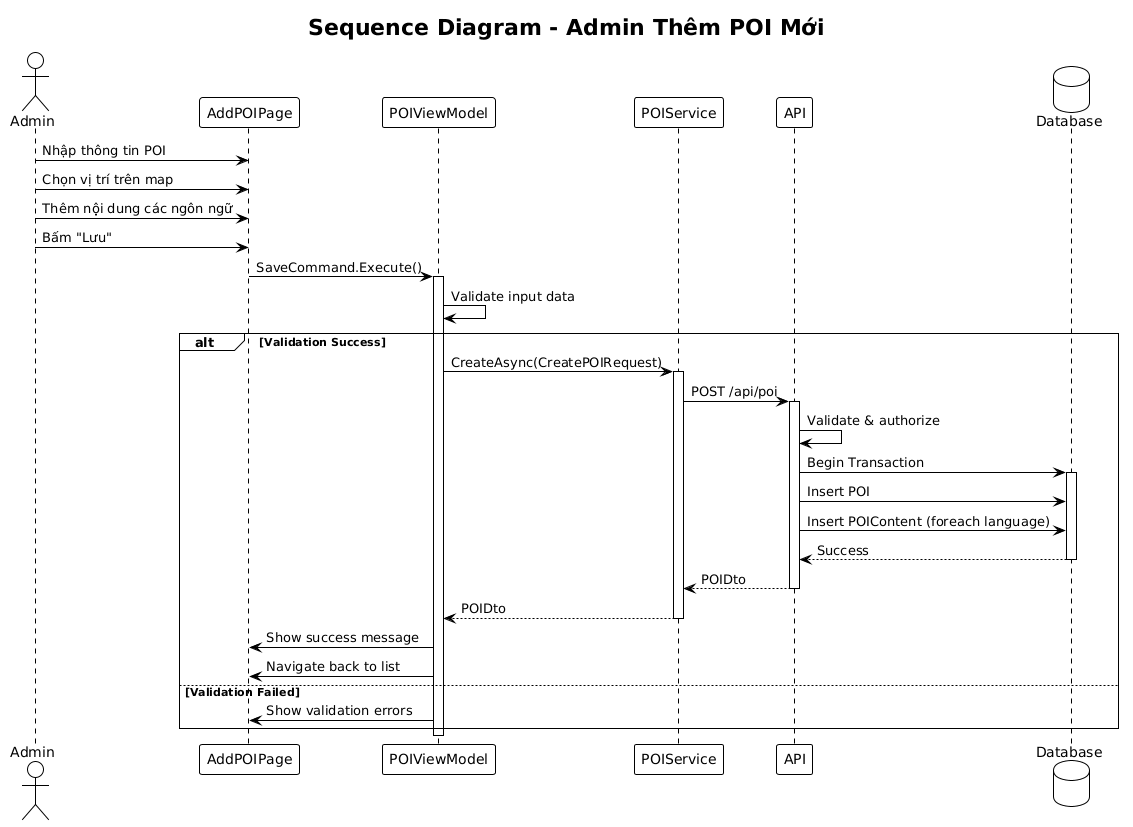 Sequence Diagram - Admin Thêm POI Mới
Admin
AddPOIPage
POIViewModel
POIService
API
Database
Nhập thông tin POI
Chọn vị trí trên map
Thêm nội dung các ngôn ngữ
Bấm "Lưu"
SaveCommand.Execute()
Validate input data
alt
[Validation Success]
CreateAsync(CreatePOIRequest)
POST /api/poi
Validate & authorize
Begin Transaction
Insert POI
Insert POIContent (foreach language)
Success
POIDto
POIDto
Show success message
Navigate back to list
[Validation Failed]
Show validation errors
Admin
AddPOIPage
POIViewModel
POIService
API
Database